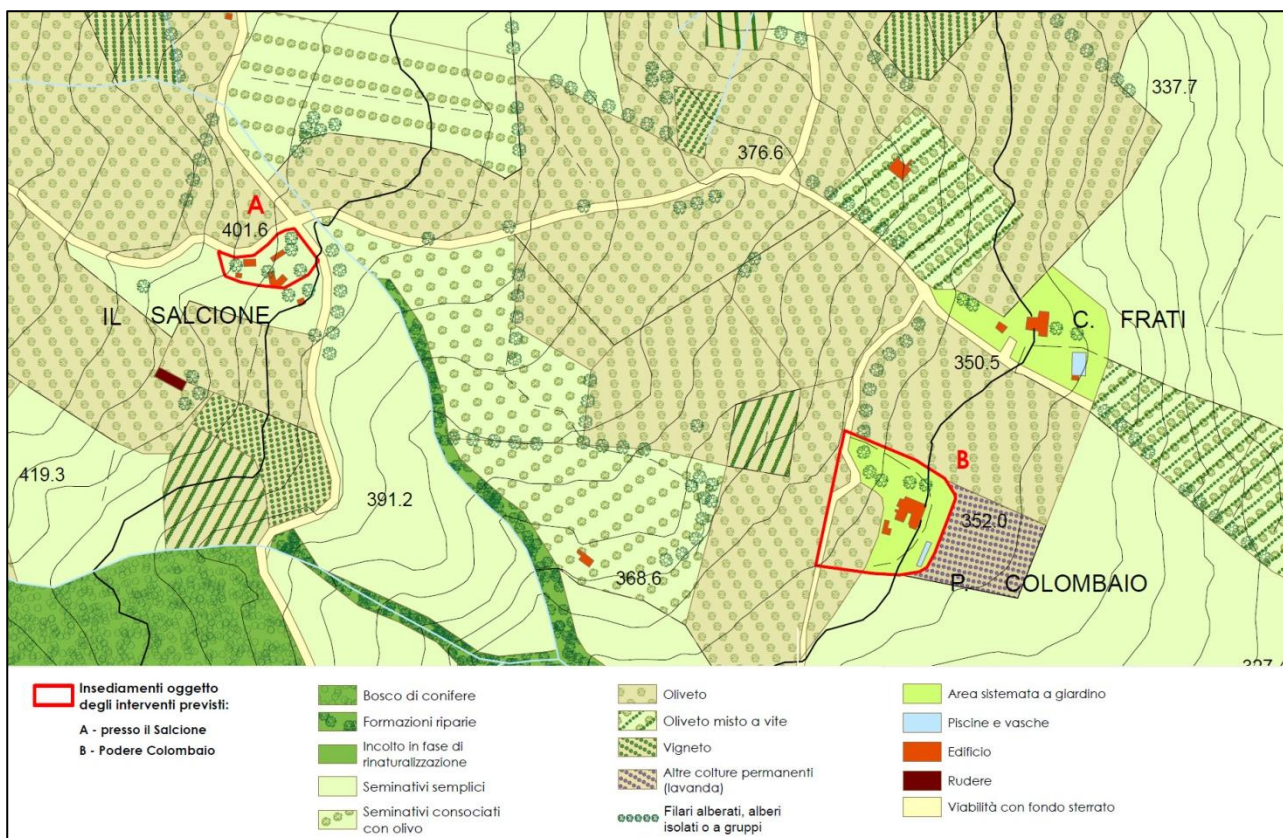 337.7
376.6
A
401.6
IL SALCIONE
C. FRATI
350.5
B
419.3
391.2
352.0
368.6
P. COLOMBAIO
Insediamenti oggetto
degli interventi previsti:
A - presso il Salcione
B - Podere Colombaio
Bosco di conifere
Formazioni riparie
Incolto in fase di
rinaturalizzazione
Seminativi semplici
Seminativi consociati
con olivo
Oliveto
Oliveto misto a vite
Vigneto
Altre colture permanenti
(lavanda)
Filari alberati, alberi
isolati o a gruppi
Area sistemata a giardino
Piscine e vasche
Edificio
Rudere
Viabilità con fondo sterrato